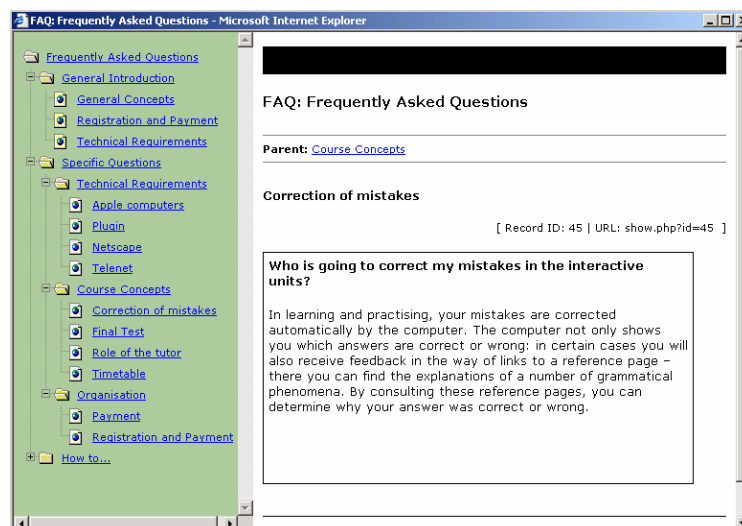 FAQ: Frequently Asked Questions - Microsoft Internet Explorer
Frequently Asked Questions
General Introduction
General Concepts
Registration and Payment
Technical Requirements
Specific Questions
Technical Requirements
Apple computers
Plugin
Netscape
Telenet
Course Concepts
Correction of mistakes
Final Test
Role of the tutor
Timetable
Organisation
Payment
Registration and Payment
How to...
FAQ: Frequently Asked Questions
Parent: Course Concepts
Correction of mistakes
[ Record ID: 45 | URL: show.php?id=45 ]
Who is going to correct my mistakes in the interactive
units?
In learning and practising, your mistakes are corrected
automatically by the computer. The computer not only shows
you which answers are correct or wrong: in certain cases you will
also receive feedback in the way of links to a reference page –
there you can find the explanations of a number of grammatical
phenomena. By consulting these reference pages, you can
determine why your answer was correct or wrong.